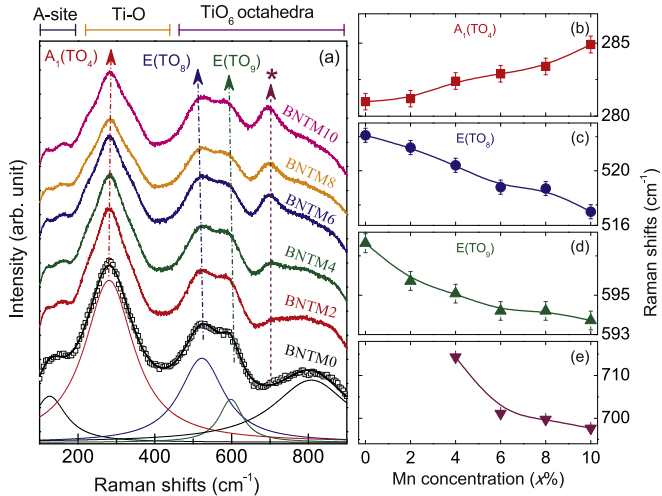 A-site Ti-O TiO6 octahedra
(a)
A1(TO4) E(TO8) E(TO9) *
BNTM10
BNTM8
BNTM6
BNTM4
BNTM2
BNTM0
Intensity (arb. unit)
200 400 600 800
Raman shifts (cm-1)
A1(TO4) (b)
285
280
E(TO8) (c)
520
516
E(TO9) (d)
595
593
(e)
714
700
0 2 4 6 8 10
Mn concentration (x%)
Raman shifts (cm-1)